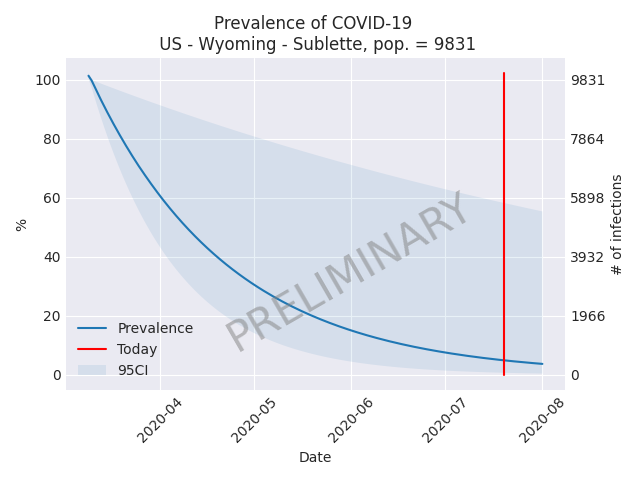 Prevalence of COVID-19
US - Wyoming - Sublette, pop. = 9831
100
80
60
40
20
0
%
9831
7864
5898
3932
1966
0
# of infections
PRELIMINARY
Prevalence
Today
95CI
2020-04
2020-05
2020-06
2020-07
2020-08
Date